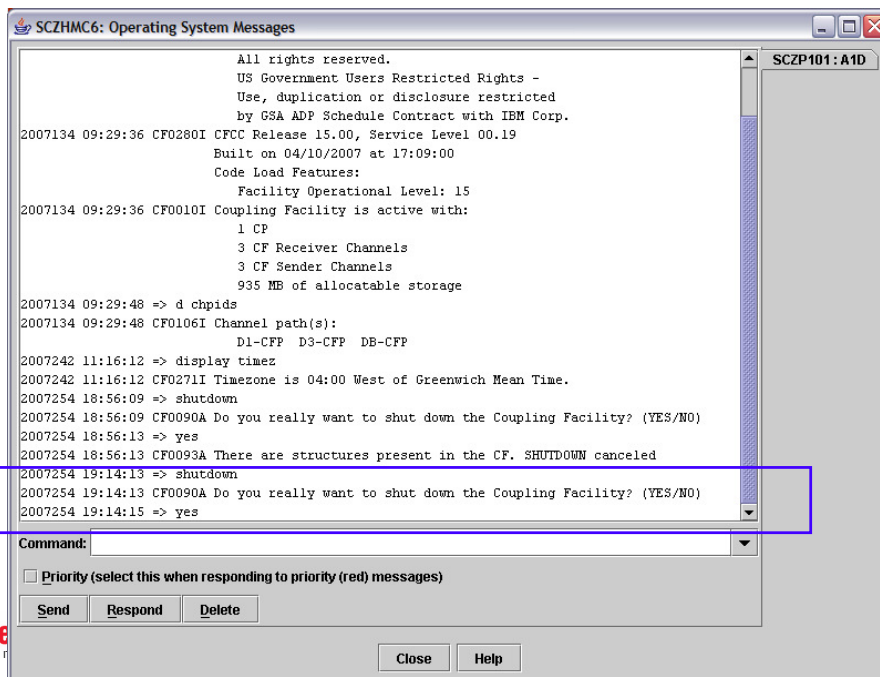 SCZHMC6: Operating System Messages
All rights reserved.
US Government Users Restricted Rights -
Use, duplication or disclosure restricted
by GSA ADP Schedule Contract with IBM Corp.
2007134 09:29:36 CF0280I CFCC Release 15.00, Service Level 00.19
Built on 04/10/2007 at 17:09:00
Code Load Features:
Facility Operational Level: 15
2007134 09:29:36 CF0010I Coupling Facility is active with:
1 CP
3 CF Receiver Channels
3 CF Sender Channels
935 MB of allocatable storage
2007134 09:29:48 => d chpids
2007134 09:29:48 CF0106I Channel path(s):
D1-CFP D3-CFP DB-CFP
2007242 11:16:12 => display timez
2007242 11:16:12 CF0271I Timezone is 04:00 West of Greenwich Mean Time.
2007254 18:56:09 => shutdown
2007254 18:56:09 CF0090A Do you really want to shut down the Coupling Facility? (YES/NO)
2007254 18:56:13 => yes
2007254 18:56:13 CF0093A There are structures present in the CF. SHUTDOWN canceled
2007254 19:14:13 => shutdown
2007254 19:14:13 CF0090A Do you really want to shut down the Coupling Facility? (YES/NO)
2007254 19:14:15 => yes
SCZP101:A1D
Command:
Priority (select this when responding to priority (red) messages)
Send Respond Delete
Close Help